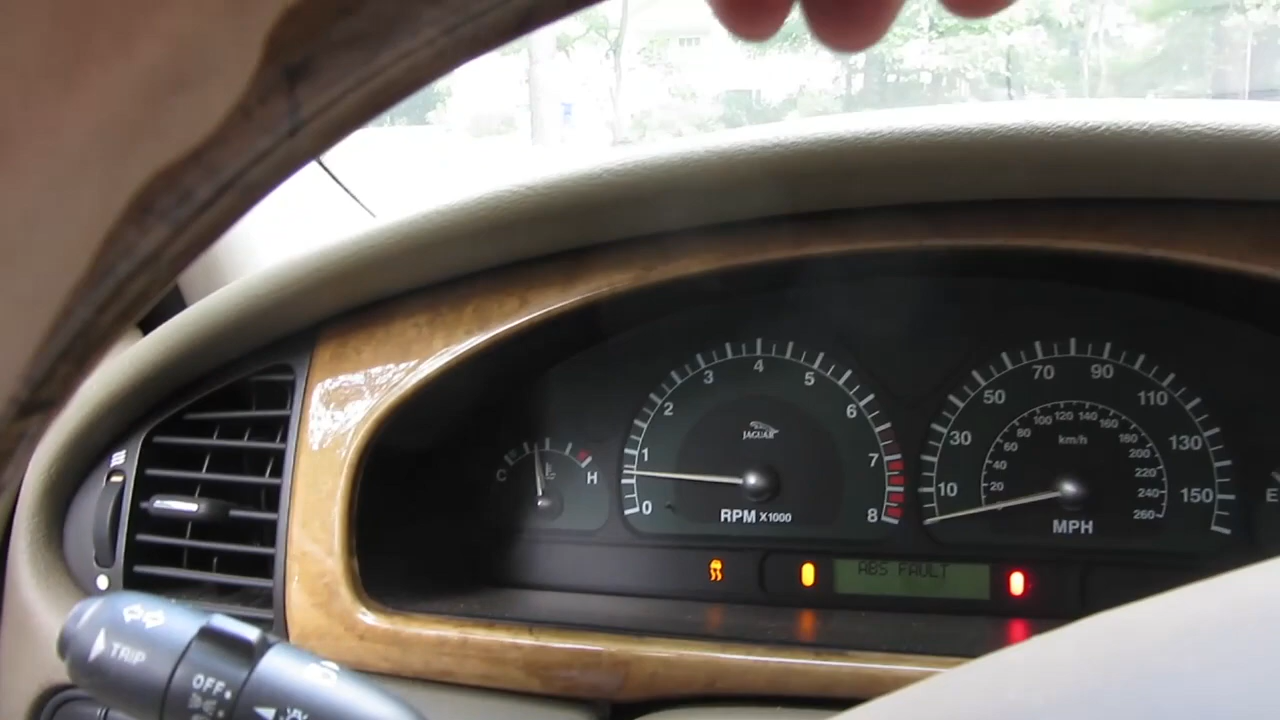 C H
0 1 2 3 4 5 6 7 8
JAGUAR
RPM X1000
10 30 50 70 90 110 130 150
20 40 60 80 100 120 140 160 180 200 220 240 260
km/h
MPH
E
ABS FAULT
TRIP
OFF